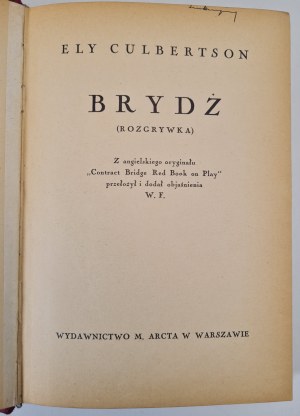 ELY CULBERTSON
BRYDŻ
(ROZGRYWKA)
Z angielskiego oryginału
„Contract Bridge Red Book on Play"
przełożył i dodał objaśnienia
W. F.
WYDAWNICTWO M. ARCTA W WARSZAWIE